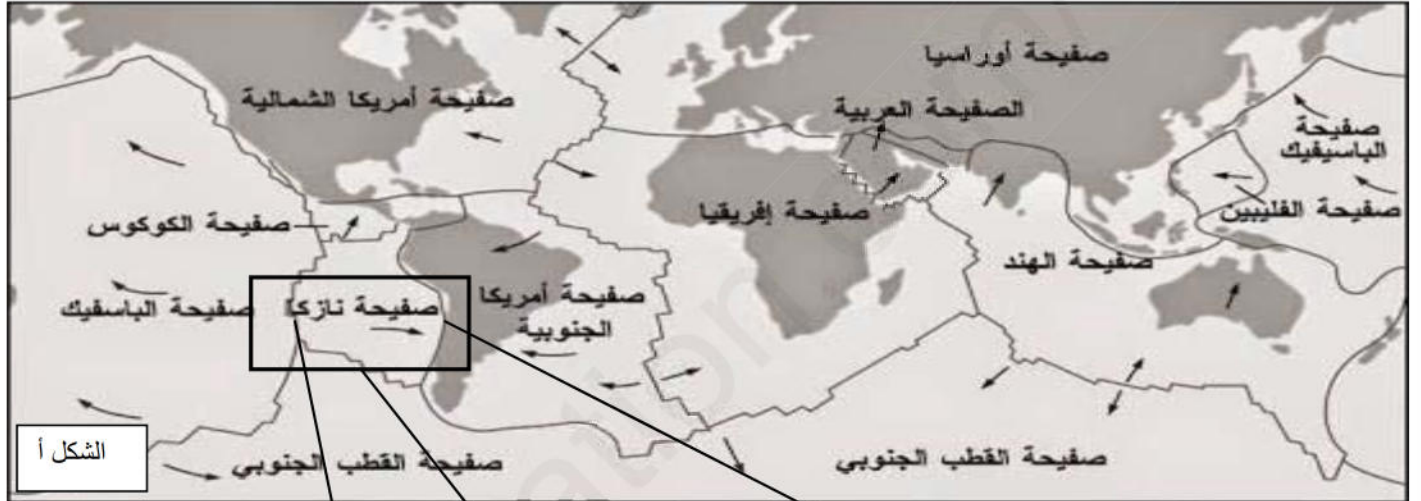 صفيحة أوراسيا
صفيحة أمريكا الشمالية
الصفيحة العربية
صفيحة
الباسيفيك
صفيحة الفليبين
صفيحة إفريقيا
صفيحة الكوكوس
صفيحة الهند
صفيحة أمريكا
الجنوبية
صفيحة نازكا
صفيحة الباسفيك
صفيحة القطب الجنوبي
صفيحة القطب الجنوبي
الشكل أ